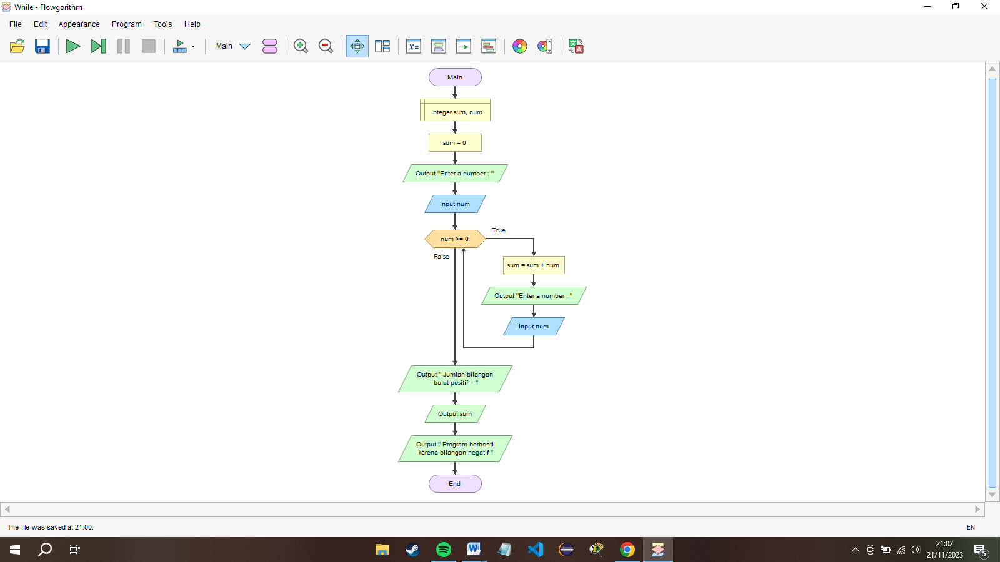 While - Flowgorithm
File Edit Appearance Program Tools Help
Main
Main
Integer sum, num
sum = 0
Output "Enter a number : "
Input num
num >= 0
True
False
sum = sum + num
Output "Enter a number ; "
Input num
Output " Jumlah bilangan
bulat positif = "
Output sum
Output " Program berhenti
karena bilangan negatif "
End
The file was saved at 21:00.
EN
21:02
21/11/2023
5